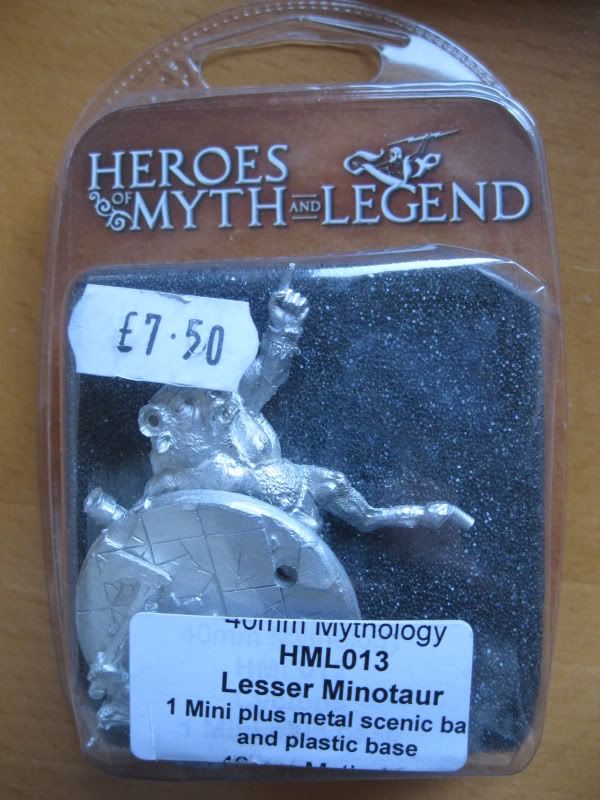 HEROES
OF MYTH AND LEGEND
£7.50
40mm Mythology
HML013
Lesser Minotaur
1 Mini plus metal scenic ba
and plastic base